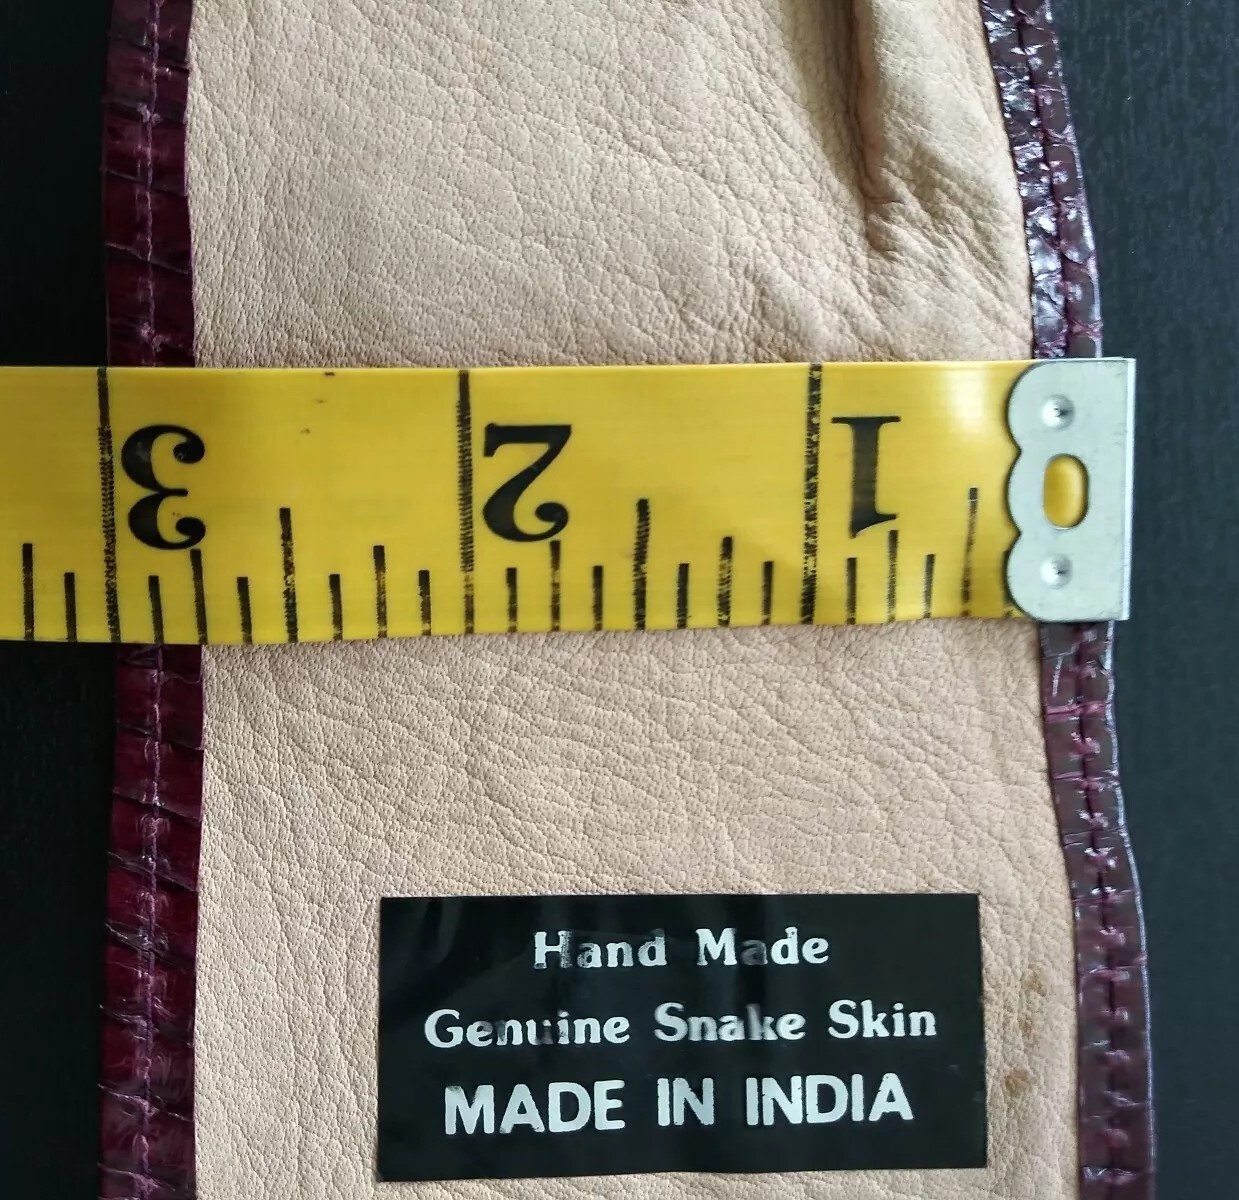 3 2 1
Hand Made
Genuine Snake Skin
MADE IN INDIA